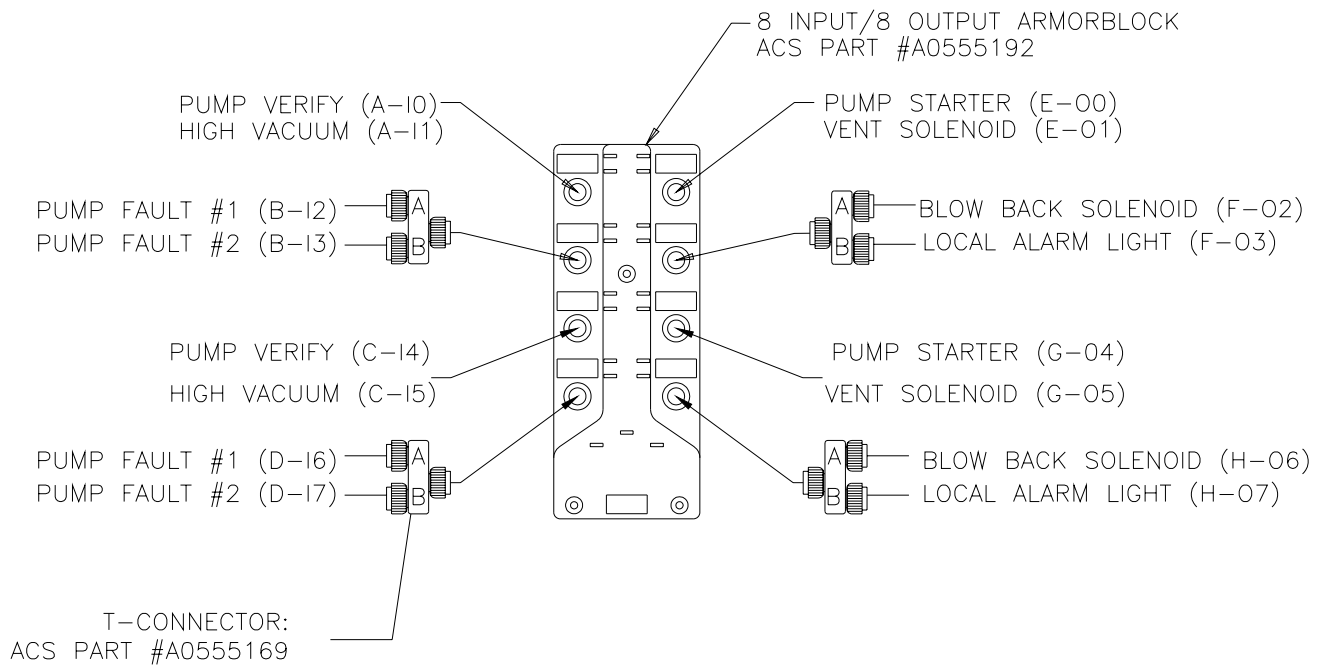 8 INPUT/8 OUTPUT ARMORBLOCK
ACS PART #A0555192
PUMP VERIFY (A-I0)
HIGH VACUUM (A-I1)
PUMP STARTER (E-O0)
VENT SOLENOID (E-O1)
PUMP FAULT #1 (B-I2)
PUMP FAULT #2 (B-I3)
A
B
A
B
BLOW BACK SOLENOID (F-O2)
LOCAL ALARM LIGHT (F-O3)
PUMP VERIFY (C-I4)
HIGH VACUUM (C-I5)
PUMP STARTER (G-O4)
VENT SOLENOID (G-O5)
PUMP FAULT #1 (D-I6)
PUMP FAULT #2 (D-I7)
A
B
A
B
BLOW BACK SOLENOID (H-O6)
LOCAL ALARM LIGHT (H-O7)
T-CONNECTOR:
ACS PART #A0555169